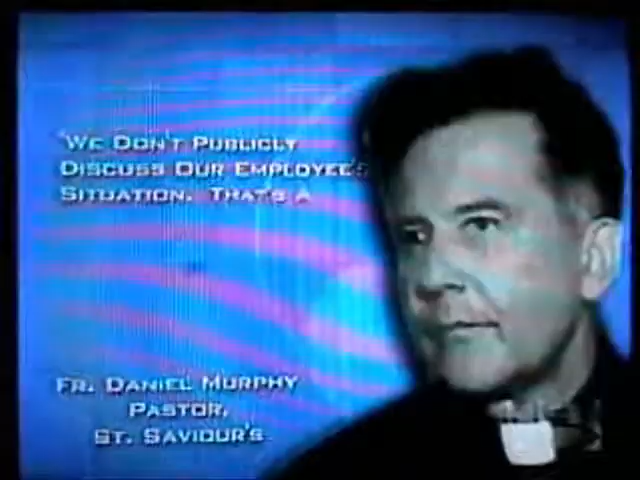 "We Don't Publicly
Discuss Our Employee's
Situation. That's a
Fr. Daniel Murphy
Pastor,
St. Saviour's